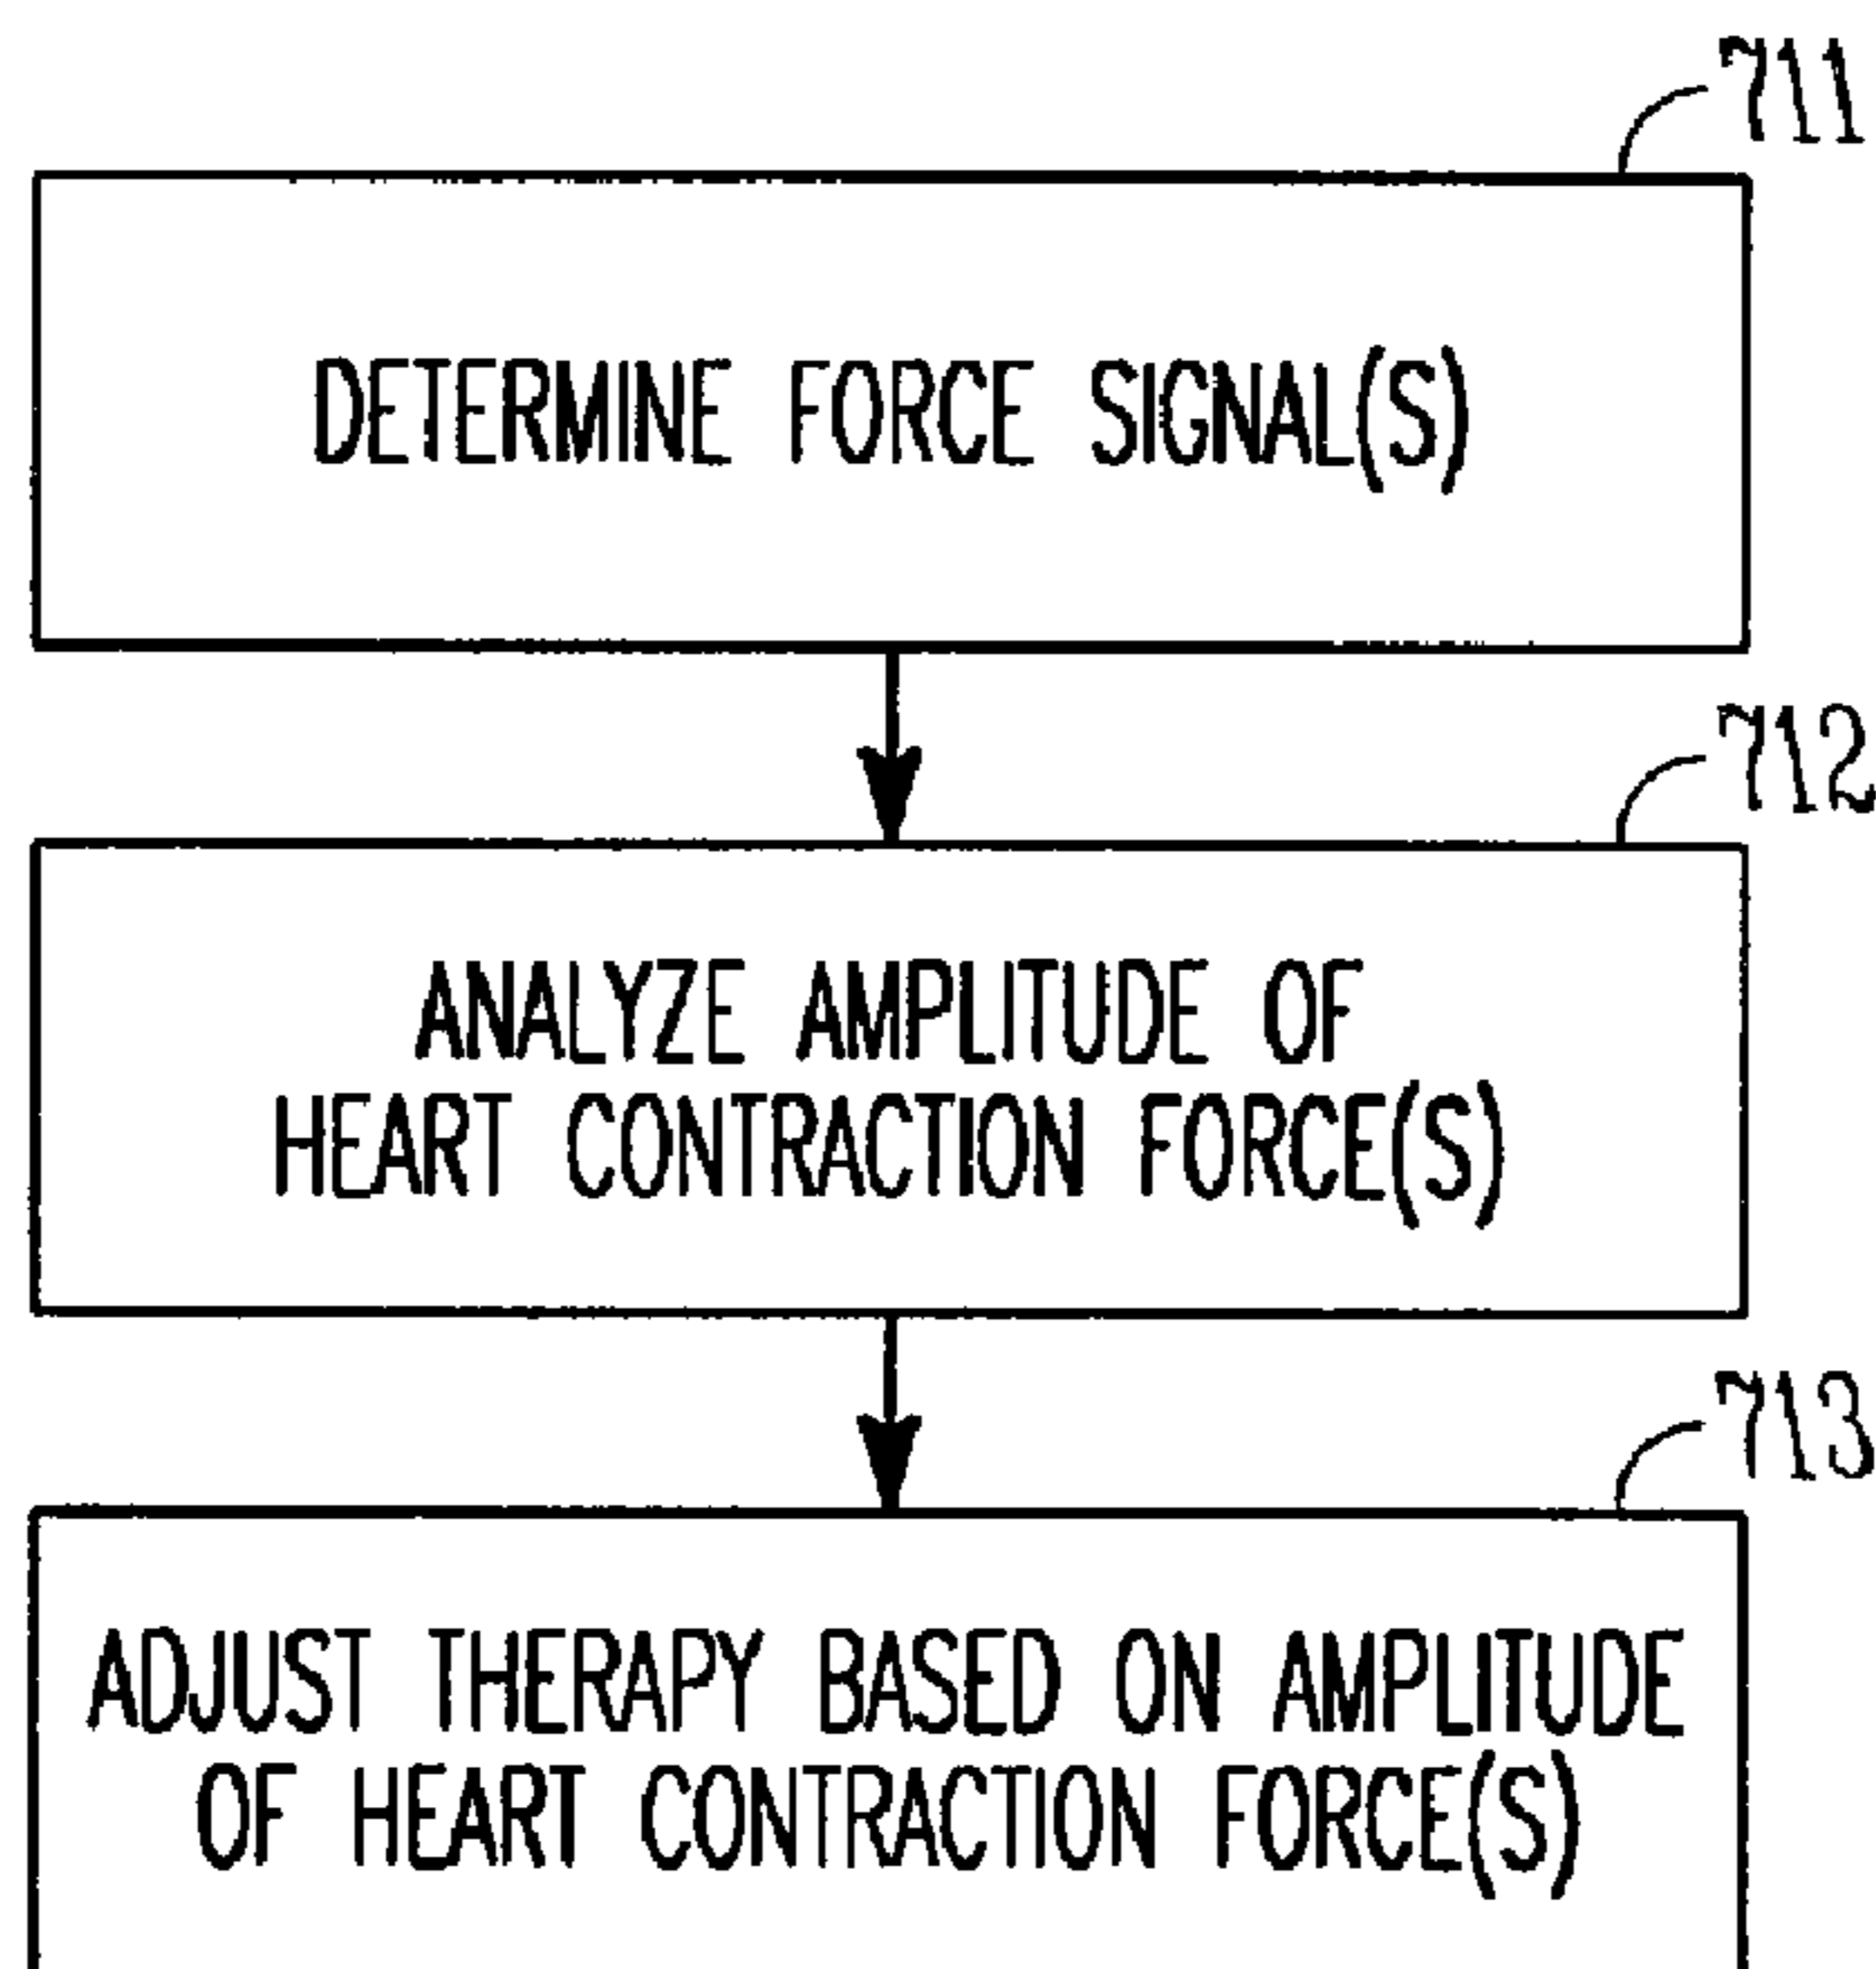 711
DETERMINE FORCE SIGNAL(S)
712
ANALYZE AMPLITUDE OF
HEART CONTRACTION FORCE(S)
713
ADJUST THERAPY BASED ON AMPLITUDE
OF HEART CONTRACTION FORCE(S)